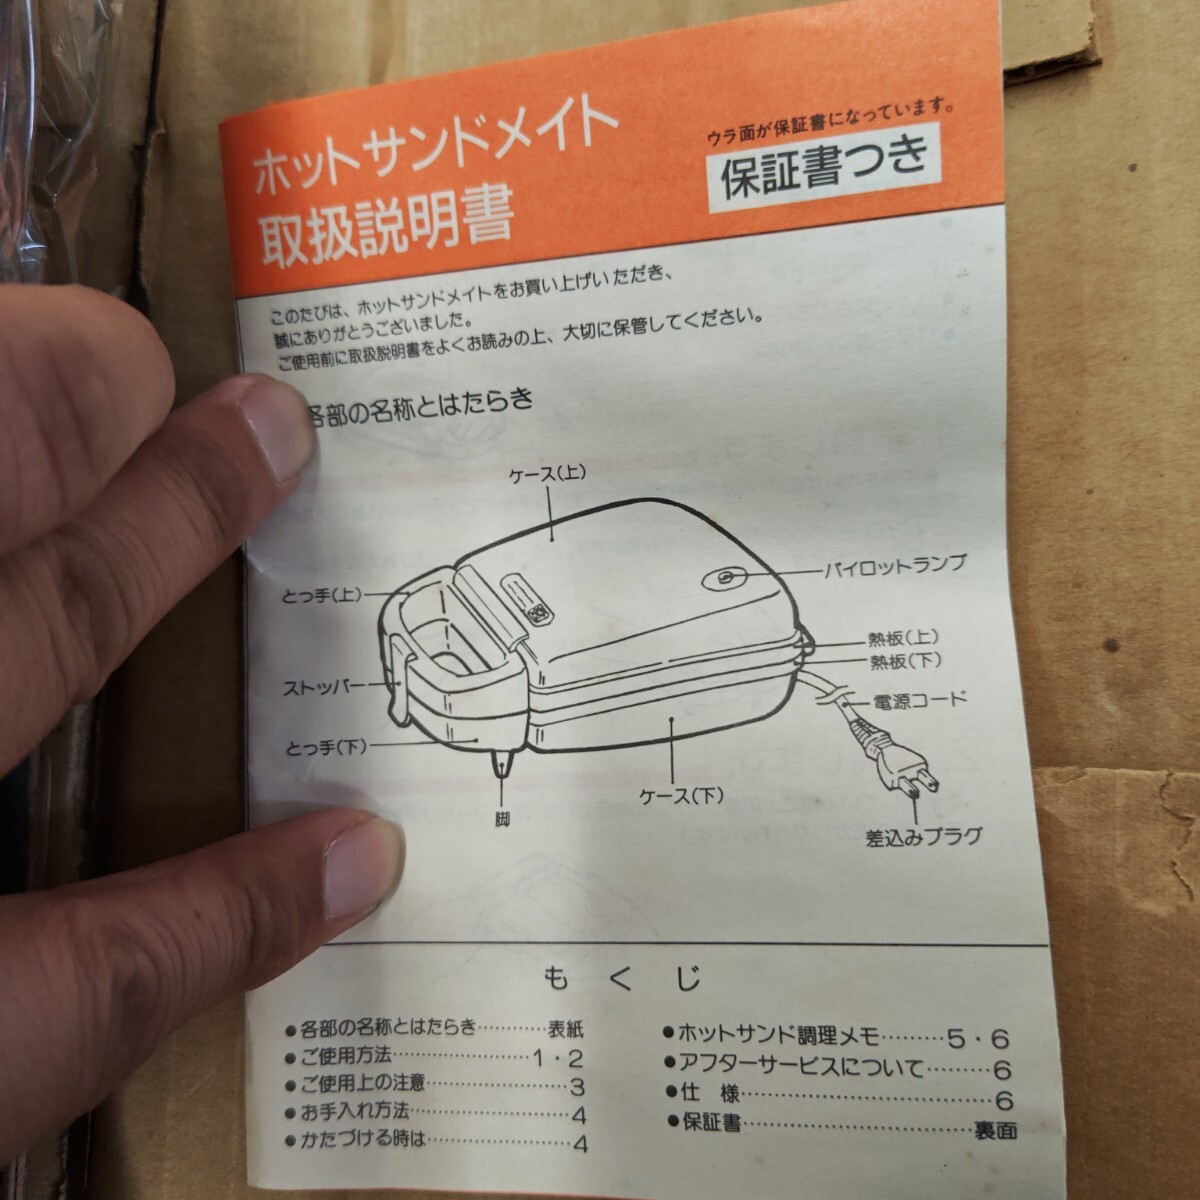 ホットサンドメイト
取扱説明書
ウラ面が保証書になっています。
保証書つき
このたびは、ホットサンドメイトをお買い上げいただき、
誠にありがとうございました。
ご使用前に取扱説明書をよくお読みの上、大切に保管してください。
各部の名称とはたらき
ケース(上)
とっ手(上)
パイロットランプ
熱板(上)
熱板(下)
ストッパー
電源コード
とっ手(下)
ケース(下)
脚
差込みプラグ
もくじ
●各部の名称とはたらき…………表紙
●ご使用方法……………………1・2
●ご使用上の注意……………………3
●お手入れ方法………………………4
●かたづける時は……………………4
●ホットサンド調理メモ………5・6
●アフターサービスについて………6
●仕 様………………………………6
●保証書……………………………裏面